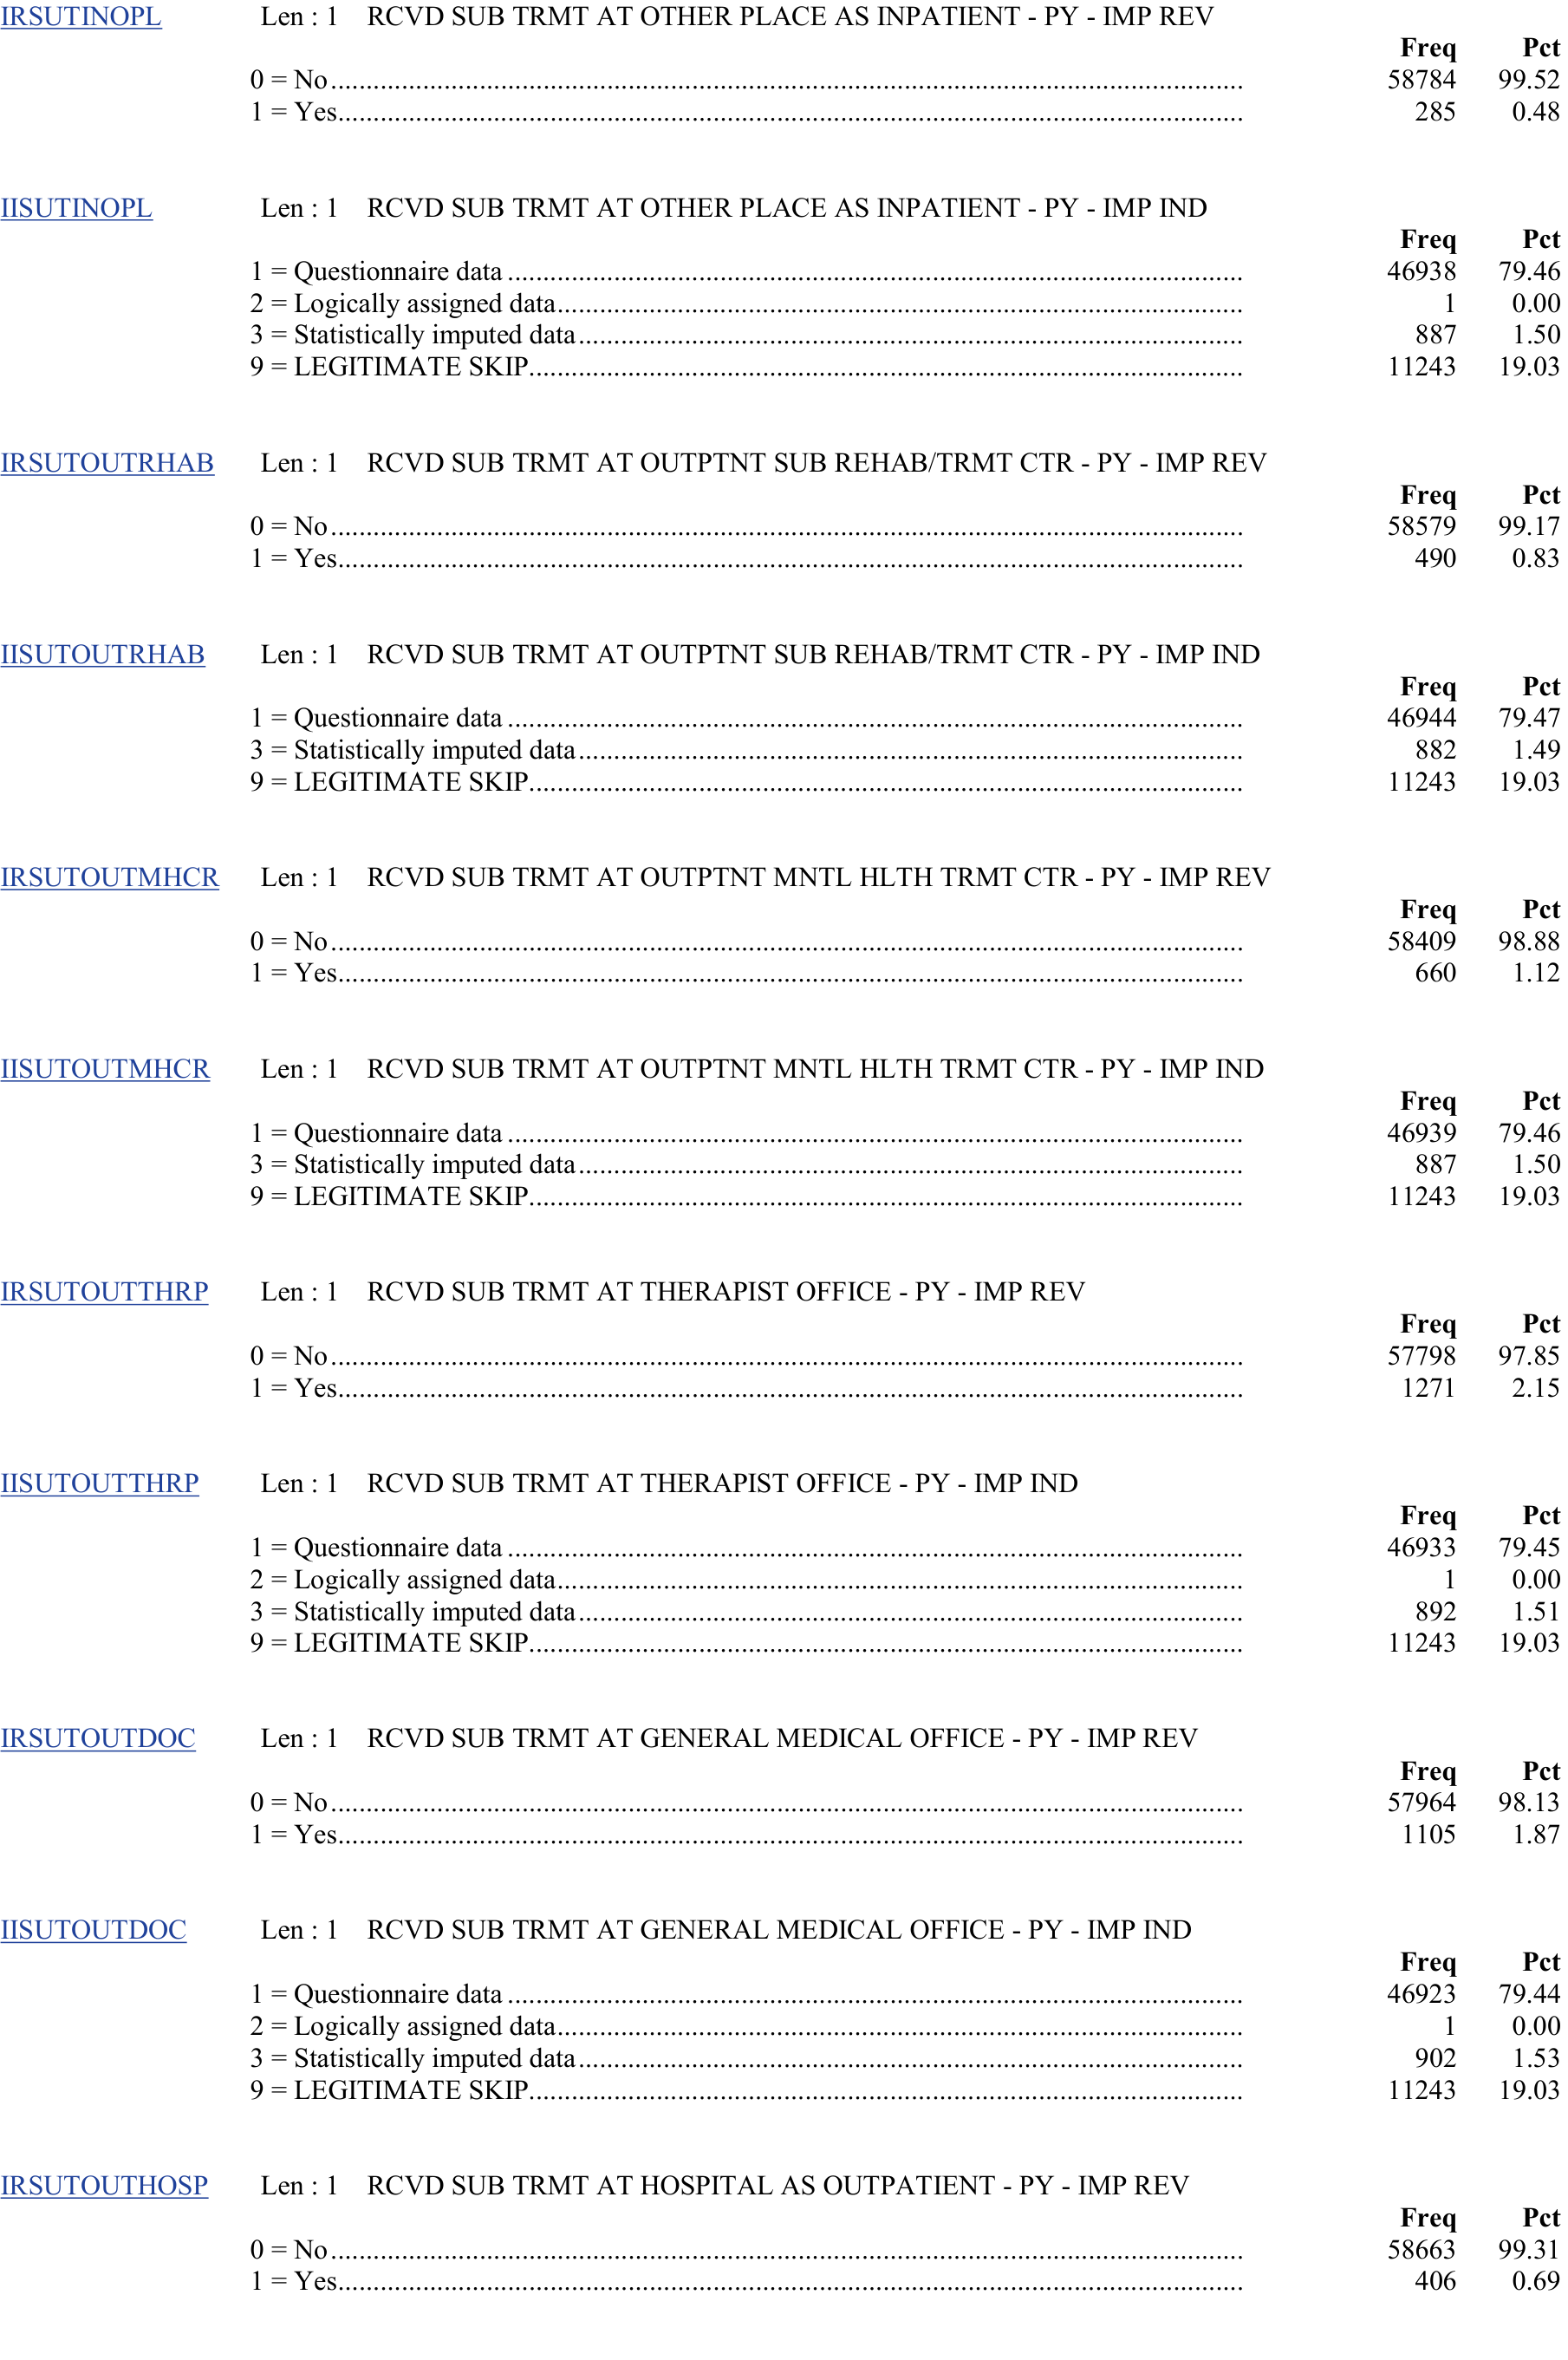 IRSUTINOPL Len : 1 RCVD SUB TRMT AT OTHER PLACE AS INPATIENT - PY - IMP REV
Freq Pct
0 = No 58784 99.52
1 = Yes 285 0.48
IISUTINOPL Len : 1 RCVD SUB TRMT AT OTHER PLACE AS INPATIENT - PY - IMP IND
Freq Pct
1 = Questionnaire data 46938 79.46
2 = Logically assigned data 1 0.00
3 = Statistically imputed data 887 1.50
9 = LEGITIMATE SKIP 11243 19.03
IRSUTOUTRHAB Len : 1 RCVD SUB TRMT AT OUTPTNT SUB REHAB/TRMT CTR - PY - IMP REV
Freq Pct
0 = No 58579 99.17
1 = Yes 490 0.83
IISUTOUTRHAB Len : 1 RCVD SUB TRMT AT OUTPTNT SUB REHAB/TRMT CTR - PY - IMP IND
Freq Pct
1 = Questionnaire data 46944 79.47
3 = Statistically imputed data 882 1.49
9 = LEGITIMATE SKIP 11243 19.03
IRSUTOUTMHCR Len : 1 RCVD SUB TRMT AT OUTPTNT MNTL HLTH TRMT CTR - PY - IMP REV
Freq Pct
0 = No 58409 98.88
1 = Yes 660 1.12
IISUTOUTMHCR Len : 1 RCVD SUB TRMT AT OUTPTNT MNTL HLTH TRMT CTR - PY - IMP IND
Freq Pct
1 = Questionnaire data 46939 79.46
3 = Statistically imputed data 887 1.50
9 = LEGITIMATE SKIP 11243 19.03
IRSUTOUTTHRP Len : 1 RCVD SUB TRMT AT THERAPIST OFFICE - PY - IMP REV
Freq Pct
0 = No 57798 97.85
1 = Yes 1271 2.15
IISUTOUTTHRP Len : 1 RCVD SUB TRMT AT THERAPIST OFFICE - PY - IMP IND
Freq Pct
1 = Questionnaire data 46933 79.45
2 = Logically assigned data 1 0.00
3 = Statistically imputed data 892 1.51
9 = LEGITIMATE SKIP 11243 19.03
IRSUTOUTDOC Len : 1 RCVD SUB TRMT AT GENERAL MEDICAL OFFICE - PY - IMP REV
Freq Pct
0 = No 57964 98.13
1 = Yes 1105 1.87
IISUTOUTDOC Len : 1 RCVD SUB TRMT AT GENERAL MEDICAL OFFICE - PY - IMP IND
Freq Pct
1 = Questionnaire data 46923 79.44
2 = Logically assigned data 1 0.00
3 = Statistically imputed data 902 1.53
9 = LEGITIMATE SKIP 11243 19.03
IRSUTOUTHOSP Len : 1 RCVD SUB TRMT AT HOSPITAL AS OUTPATIENT - PY - IMP REV
Freq Pct
0 = No 58663 99.31
1 = Yes 406 0.69